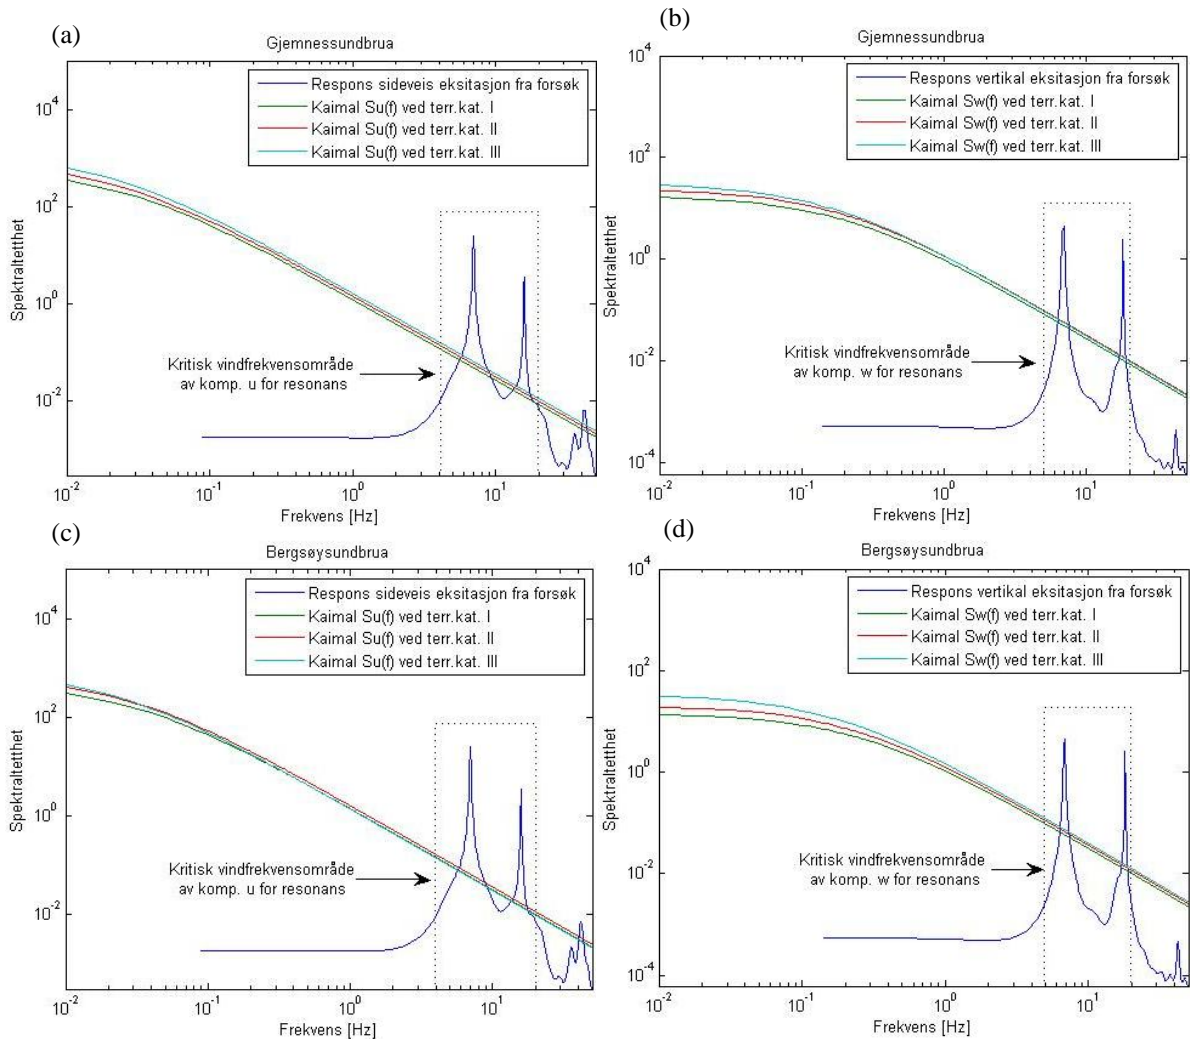 (a)
Gjemnessundbrua
Respons sideveis eksitasjon fra forsøk
Kaimal Su(f) ved terr.kat. I
Kaimal Su(f) ved terr.kat. II
Kaimal Su(f) ved terr.kat. III
Spektraltetthet
10^4
10^2
10^0
10^-2
Kritisk vindfrekvensområde
av komp. u for resonans
10^-2
10^-1
10^0
10^1
Frekvens [Hz]
(b)
Gjemnessundbrua
Respons vertikal eksitasjon fra forsøk
Kaimal Sw(f) ved terr.kat. I
Kaimal Sw(f) ved terr.kat. II
Kaimal Sw(f) ved terr.kat. III
Spektraltetthet
10^4
10^2
10^0
10^-2
10^-4
Kritisk vindfrekvensområde
av komp. w for resonans
10^-2
10^-1
10^0
10^1
Frekvens [Hz]
(c)
Bergsøysundbrua
Respons sideveis eksitasjon fra forsøk
Kaimal Su(f) ved terr.kat. I
Kaimal Su(f) ved terr.kat. II
Kaimal Su(f) ved terr.kat. III
Spektraltetthet
10^4
10^2
10^0
10^-2
Kritisk vindfrekvensområde
av komp. u for resonans
10^-2
10^-1
10^0
10^1
Frekvens [Hz]
(d)
Bergsøysundbrua
Respons vertikal eksitasjon fra forsøk
Kaimal Sw(f) ved terr.kat. I
Kaimal Sw(f) ved terr.kat. II
Kaimal Sw(f) ved terr.kat. III
Spektraltetthet
10^4
10^2
10^0
10^-2
10^-4
Kritisk vindfrekvensområde
av komp. w for resonans
10^-2
10^-1
10^0
10^1
Frekvens [Hz]